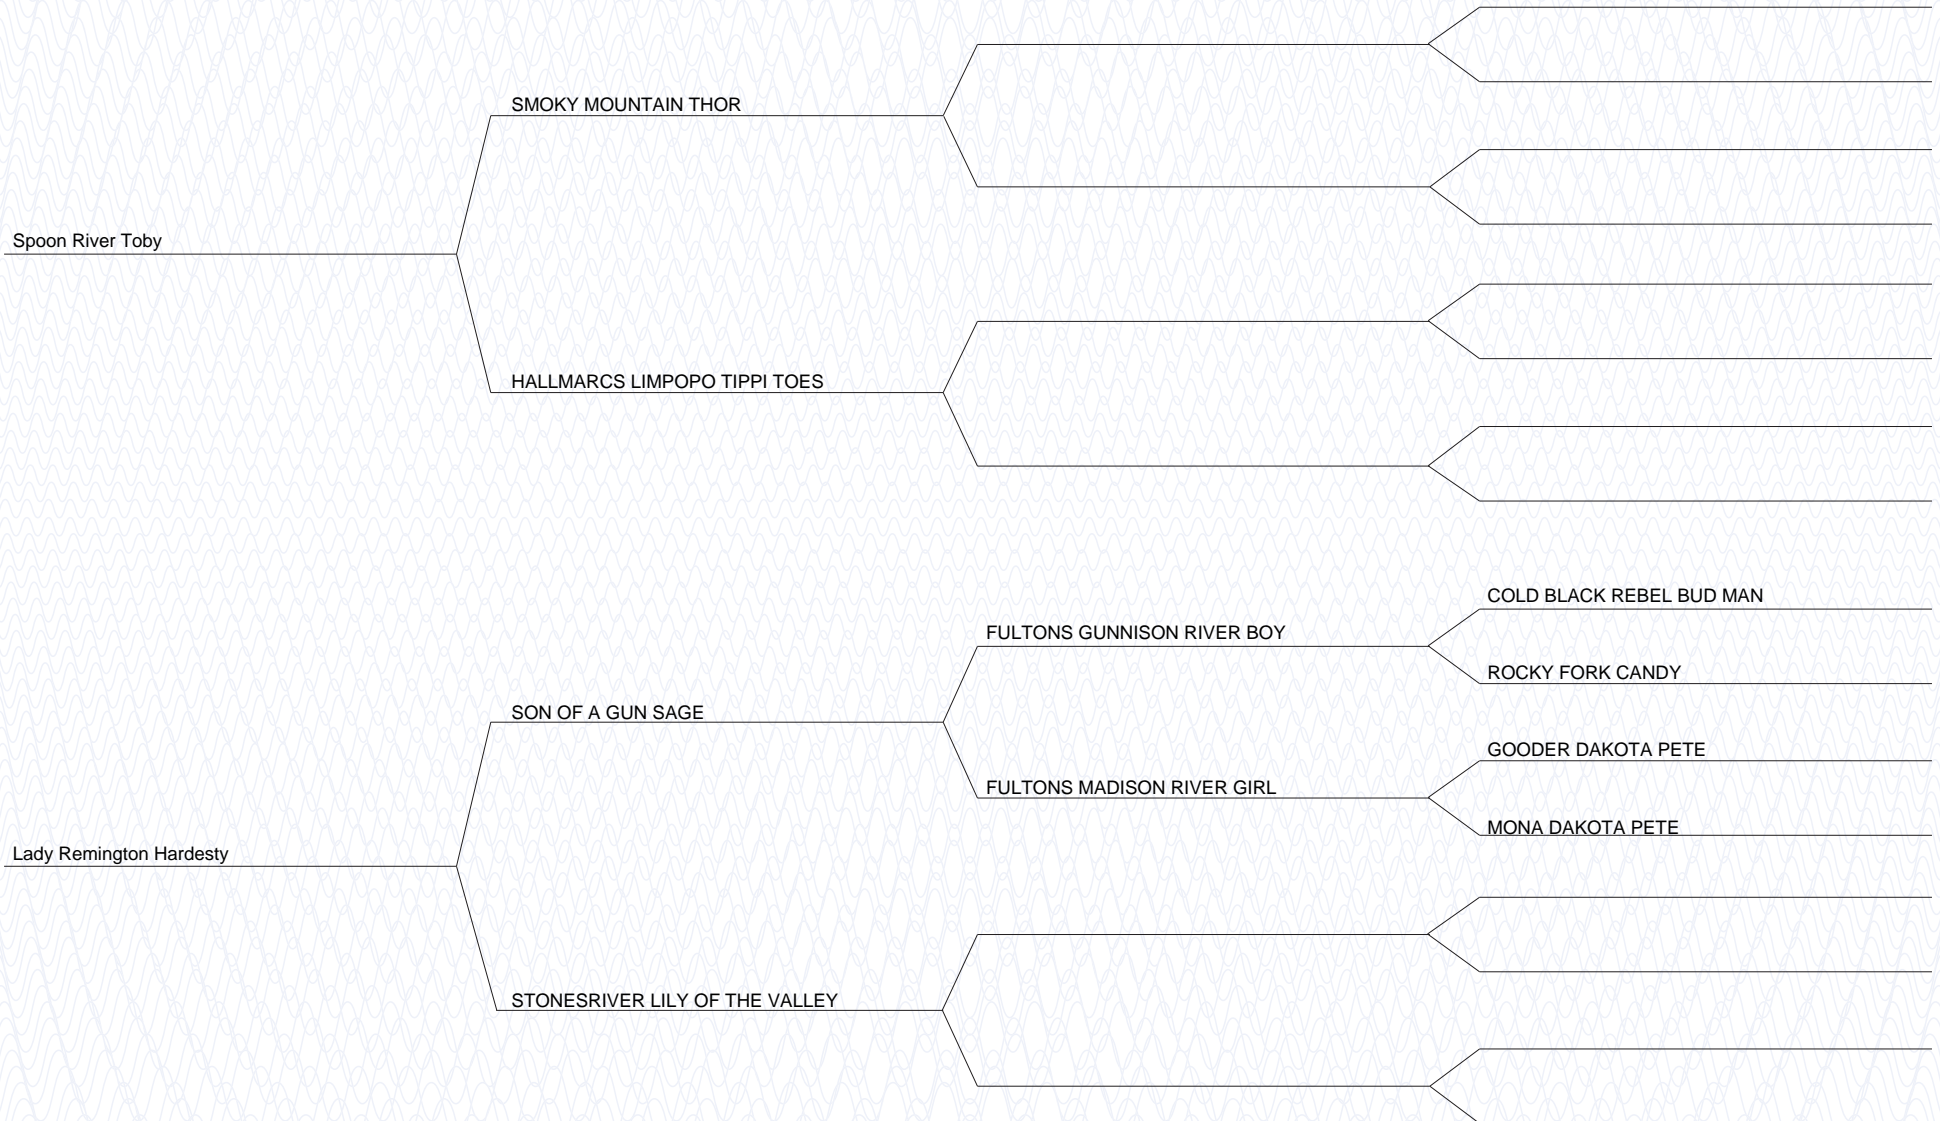 SMOKY MOUNTAIN THOR
Spoon River Toby
HALLMARCS LIMPOPO TIPPI TOES
COLD BLACK REBEL BUD MAN
FULTONS GUNNISON RIVER BOY
ROCKY FORK CANDY
SON OF A GUN SAGE
GOODER DAKOTA PETE
FULTONS MADISON RIVER GIRL
MONA DAKOTA PETE
Lady Remington Hardesty
STONESRIVER LILY OF THE VALLEY